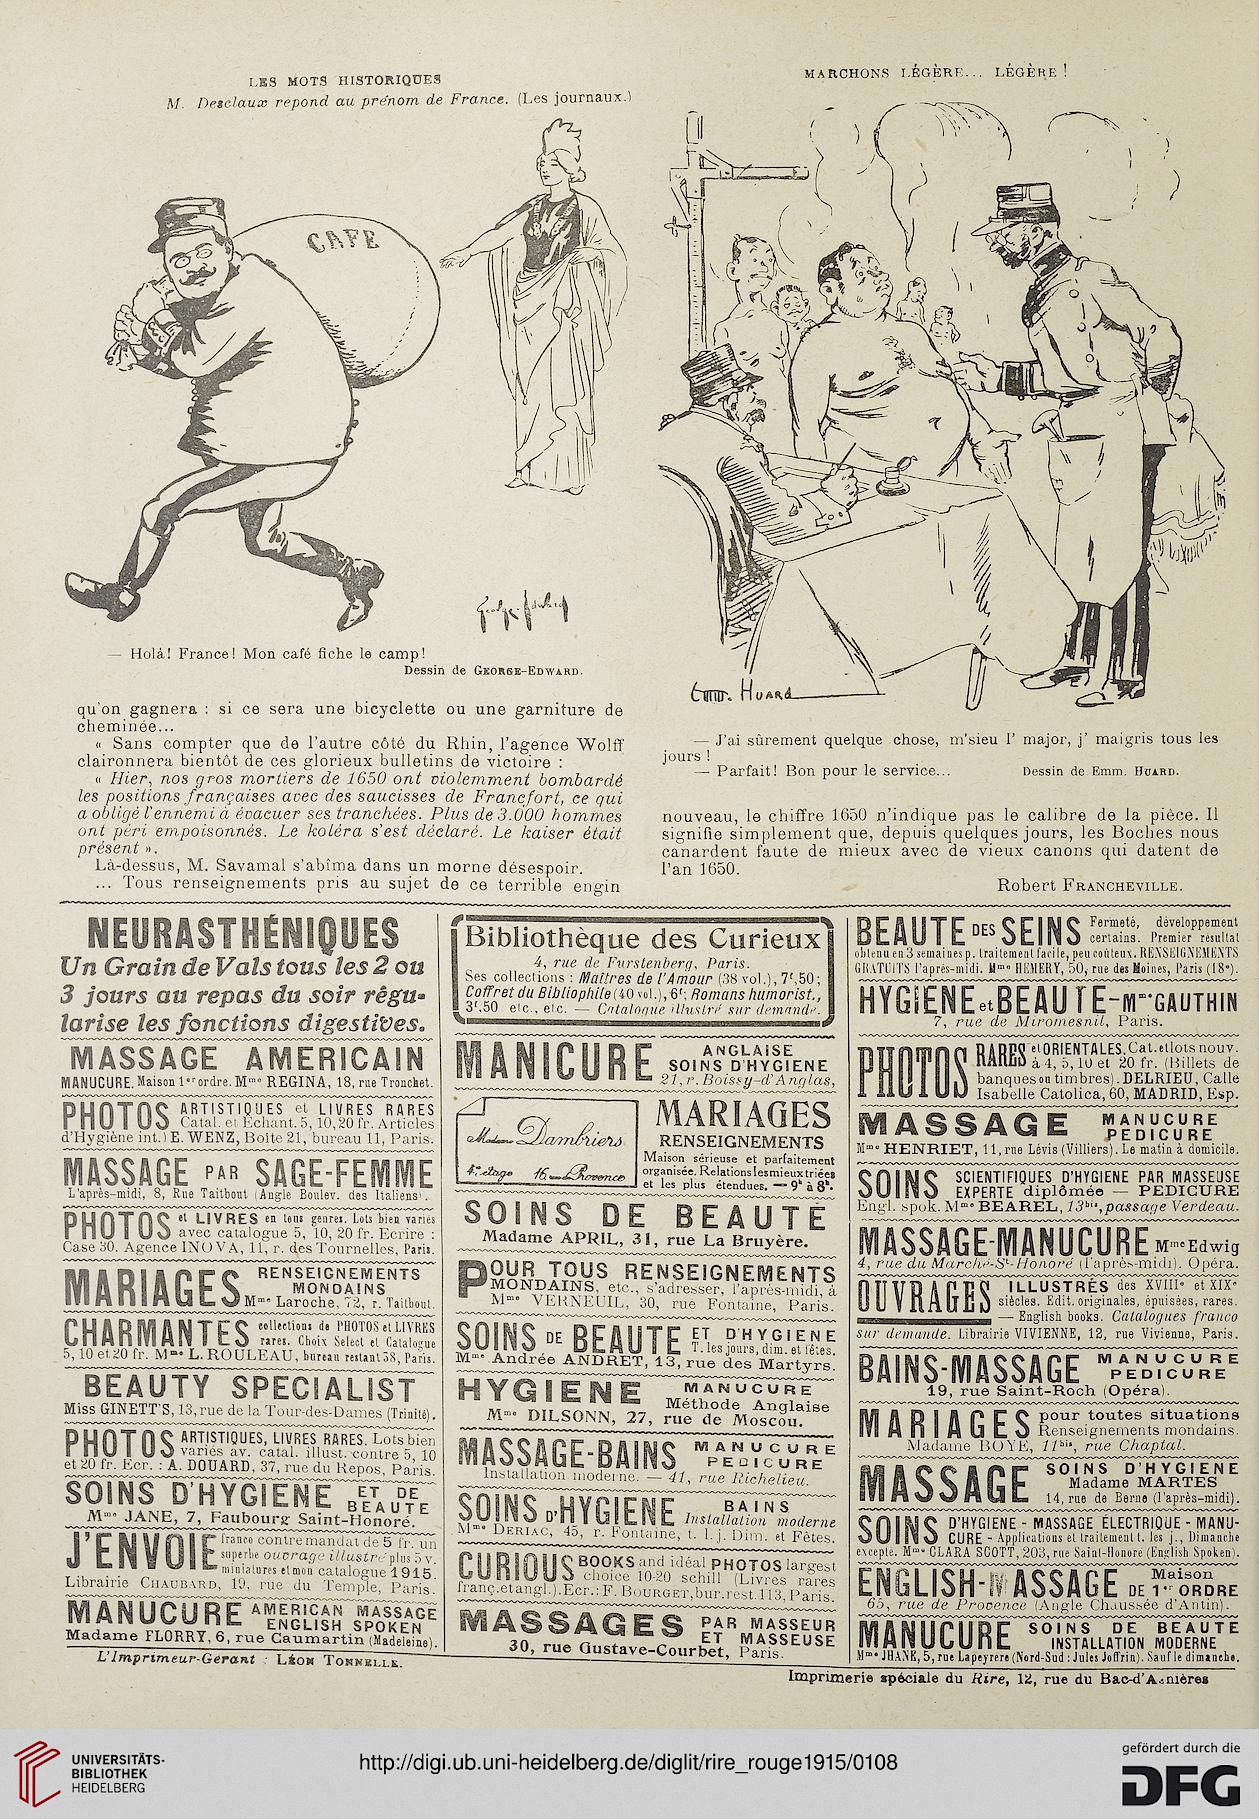 LES MOTS HISTORIQUES
M. Desclaux repond au prénom de France. (Les journaux.)
CAFE
— Holà! France! Mon café fiche le camp!
Dessin de GEORGE-EDWARD.
MARCHONS LÉGÈRE... LÉGÈRE !
Emm. HUARD
— J'ai sûrement quelque chose, m'sieu l' major, j' maigris tous les
jours !
— Parfait! Bon pour le service...
Dessin de Emm. HUARD.
qu'on gagnera : si ce sera une bicyclette ou une garniture de
cheminée...
« Sans compter que de l'autre côté du Rhin, l'agence Wolff
claironnera bientôt de ces glorieux bulletins de victoire :
« Hier, nos gros mortiers de 1650 ont violemment bombardé
les positions françaises avec des saucisses de Francfort, ce qui
a obligé l'ennemi à évacuer ses tranchées. Plus de 3.000 hommes
ont péri empoisonnés. Le koléra s'est déclaré. Le kaiser était
présent ».
Là-dessus, M. Savamal s'abîma dans un morne désespoir.
... Tous renseignements pris au sujet de ce terrible engin
nouveau, le chiffre 1650 n'indique pas le calibre de la pièce. Il
signifie simplement que, depuis quelques jours, les Boches nous
canardent faute de mieux avec de vieux canons qui datent de
l'an 1650.
Robert FRANCHEVILLE.
NEURASTHÉNIQUES
Un Grain de Vals tous les 2 ou
3 jours au repas du soir régu-
larise les fonctions digestives.
MASSAGE AMERICAIN
MANUCURE. Maison 1er ordre. Mme REGINA, 18, rue Tronchet.
PHOTOS ARTISTIQUES et LIVRES RARES
Catal. et Echant. 5, 10, 20 fr. Articles
d'Hygiène int.) E. WENZ, Boîte 21, bureau 11, Paris.
MASSAGE PAR SAGE-FEMME
L'après-midi, 8, Rue Taitbout (Angle Boulev. des Italiens).
PHOTOS et LIVRES en tous genres. Lots bien variés
avec catalogue 5, 10, 20 fr. Ecrire :
Case 30. Agence INOVA, 11, r. des Tournelles, Paris.
MARIAGES RENSEIGNEMENTS
MONDAINS
Mme Laroche, 72, r. Taitbout.
CHARMANTES collections de PHOTOS et LIVRES
rares. Choix Select et Catalogue
5, 10 et 20 fr. Mme L. ROULEAU, bureau restant 38, Paris.
BEAUTY SPECIALIST
Miss GINETT'S, 13, rue de la Tour-des-Dames (Trinité).
PHOTOS ARTISTIQUES, LIVRES RARES. Lots bien
variés av. catal. illust. contre 5, 10
et 20 fr. Ecr. : A. DOUARD, 37, rue du Repos, Paris.
SOINS D'HYGIENE ET DE
BEAUTE
Mme JANE, 7, Faubourg Saint-Honoré.
J'ENVOIE franco contre mandat de 5 fr. un
superbe ouvrage illustré plus 5 v.
miniatures et mon catalogue 1915.
Librairie CHAUBARD, 19, rue du Temple, Paris.
MANUCURE AMERICAN MASSAGE
ENGLISH SPOKEN
Madame FLORRY, 6, rue Caumartin (Madeleine).
L'Imprimeur-Gérant : LÉON TONNELLE.
Bibliothèque des Curieux
4, rue de Furstenberg, Paris.
Ses collections : Maîtres de l'Amour (38 vol.), 7f,50;
Coffret du Bibliophile (40 vol.), 6f; Romans humorist.,
3f.50 etc., etc. — Catalogue illustré sur demande.
MANICURE ANGLAISE
SOINS D'HYGIENE
21, r. Boissy-d'Anglas,
Madame Dambriers
4e étage 16, rue de Provence
MARIAGES
RENSEIGNEMENTS
Maison sérieuse et parfaitement
organisée. Relations les mieux triées
et les plus étendues. — 9h à 8h.
SOINS DE BEAUTÉ
Madame APRIL, 31, rue La Bruyère.
POUR TOUS RENSEIGNEMENTS
MONDAINS, etc., s'adresser, l'après-midi, à
Mme VERNEUIL, 30, rue Fontaine, Paris.
SOINS DE BEAUTE ET D'HYGIENE
T. les jours, dim. et fêtes.
Mme Andrée ANDRET, 13, rue des Martyrs.
HYGIENE MANUCURE
Méthode Anglaise
Mme DILSONN, 27, rue de Moscou.
MASSAGE-BAINS MANUCURE
PEDICURE
Installation moderne. — 41, rue Richelieu.
SOINS D'HYGIENE BAINS
Installation moderne
Mme DERIAC, 45, r. Fontaine, t. l. j. Dim. et Fêtes.
CURIOUS BOOKS and idéal PHOTOS largest
choice 10-20 schill (Livres rares
franç. et angl.). Ecr.: F. BOURGET, bur. rest. 113, Paris.
MASSAGES PAR MASSEUR
ET MASSEUSE
30, rue Gustave-Courbet, Paris.
BEAUTE DES SEINS Fermeté, développement
certains. Premier résultat
obtenu en 3 semaines p. traitement facile, peu coûteux. RENSEIGNEMENTS
GRATUITS l'après-midi. Mme HEMERY, 50, rue des Moines, Paris (18e).
HYGIENE et BEAUTE-Mme GAUTHIN
7, rue de Miromesnil, Paris.
PHOTOS RARES et ORIENTALES, Cat. et lots nouv.
à 4, 5, 10 et 20 fr. (Billets de
banques ou timbres). DELRIEU, Calle
Isabelle Catolica, 60, MADRID, Esp.
MASSAGE MANUCURE
PEDICURE
Mme HENRIET, 11, rue Lévis (Villiers). Le matin à domicile.
SOINS SCIENTIFIQUES D'HYGIENE PAR MASSEUSE
EXPERTE diplômée — PEDICURE
Engl. spok. Mme BEAREL, 13bis, passage Verdeau.
MASSAGE-MANUCURE Mme Edwig
4, rue du Marché-St-Honoré (l'après-midi). Opéra.
OUVRAGES ILLUSTRÉS des XVIIIe et XIXe
siècles. Edit. originales, épuisées, rares.
— English books. Catalogues franco
sur demande. Librairie VIVIENNE, 12, rue Vivienne, Paris.
BAINS-MASSAGE MANUCURE
PEDICURE
19, rue Saint-Roch (Opéra).
MARIAGES pour toutes situations
Renseignements mondains.
Madame BOYE, 11bis, rue Chaptal.
MASSAGE SOINS D'HYGIENE
Madame MARTES
14, rue de Berne (l'après-midi).
SOINS D'HYGIENE - MASSAGE ÉLECTRIQUE - MANU-
CURE - Applications et traitement t. les j., Dimanche
excepté. Mme CLARA SCOTT, 203, rue Saint-Honoré (English Spoken).
ENGLISH-MASSAGE Maison
DE 1er ORDRE
65, rue de Provence (Angle Chaussée d'Antin).
MANUCURE SOINS DE BEAUTE
INSTALLATION MODERNE
Mme JHANE, 5, rue Lapeyrere (Nord-Sud : Jules Joffrin). Sauf le dimanche.
Imprimerie spéciale du Rire, 12, rue du Bac-d'Asnières
UNIVERSITÄTS-
BIBLIOTHEK
HEIDELBERG
http://digi.ub.uni-heidelberg.de/diglit/rire_rouge1915/0108
gefördert durch die
DFG